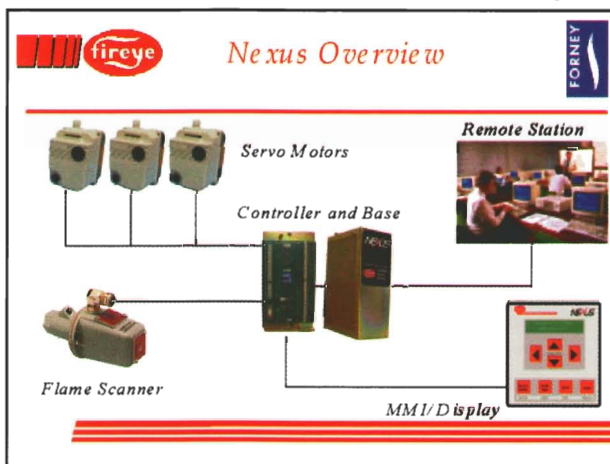 fireye
Nexus Overview
FORNEY
Remote Station
Servo Motors
Controller and Base
NEXUS
NEXUS
Flame Scanner
MMI/Display